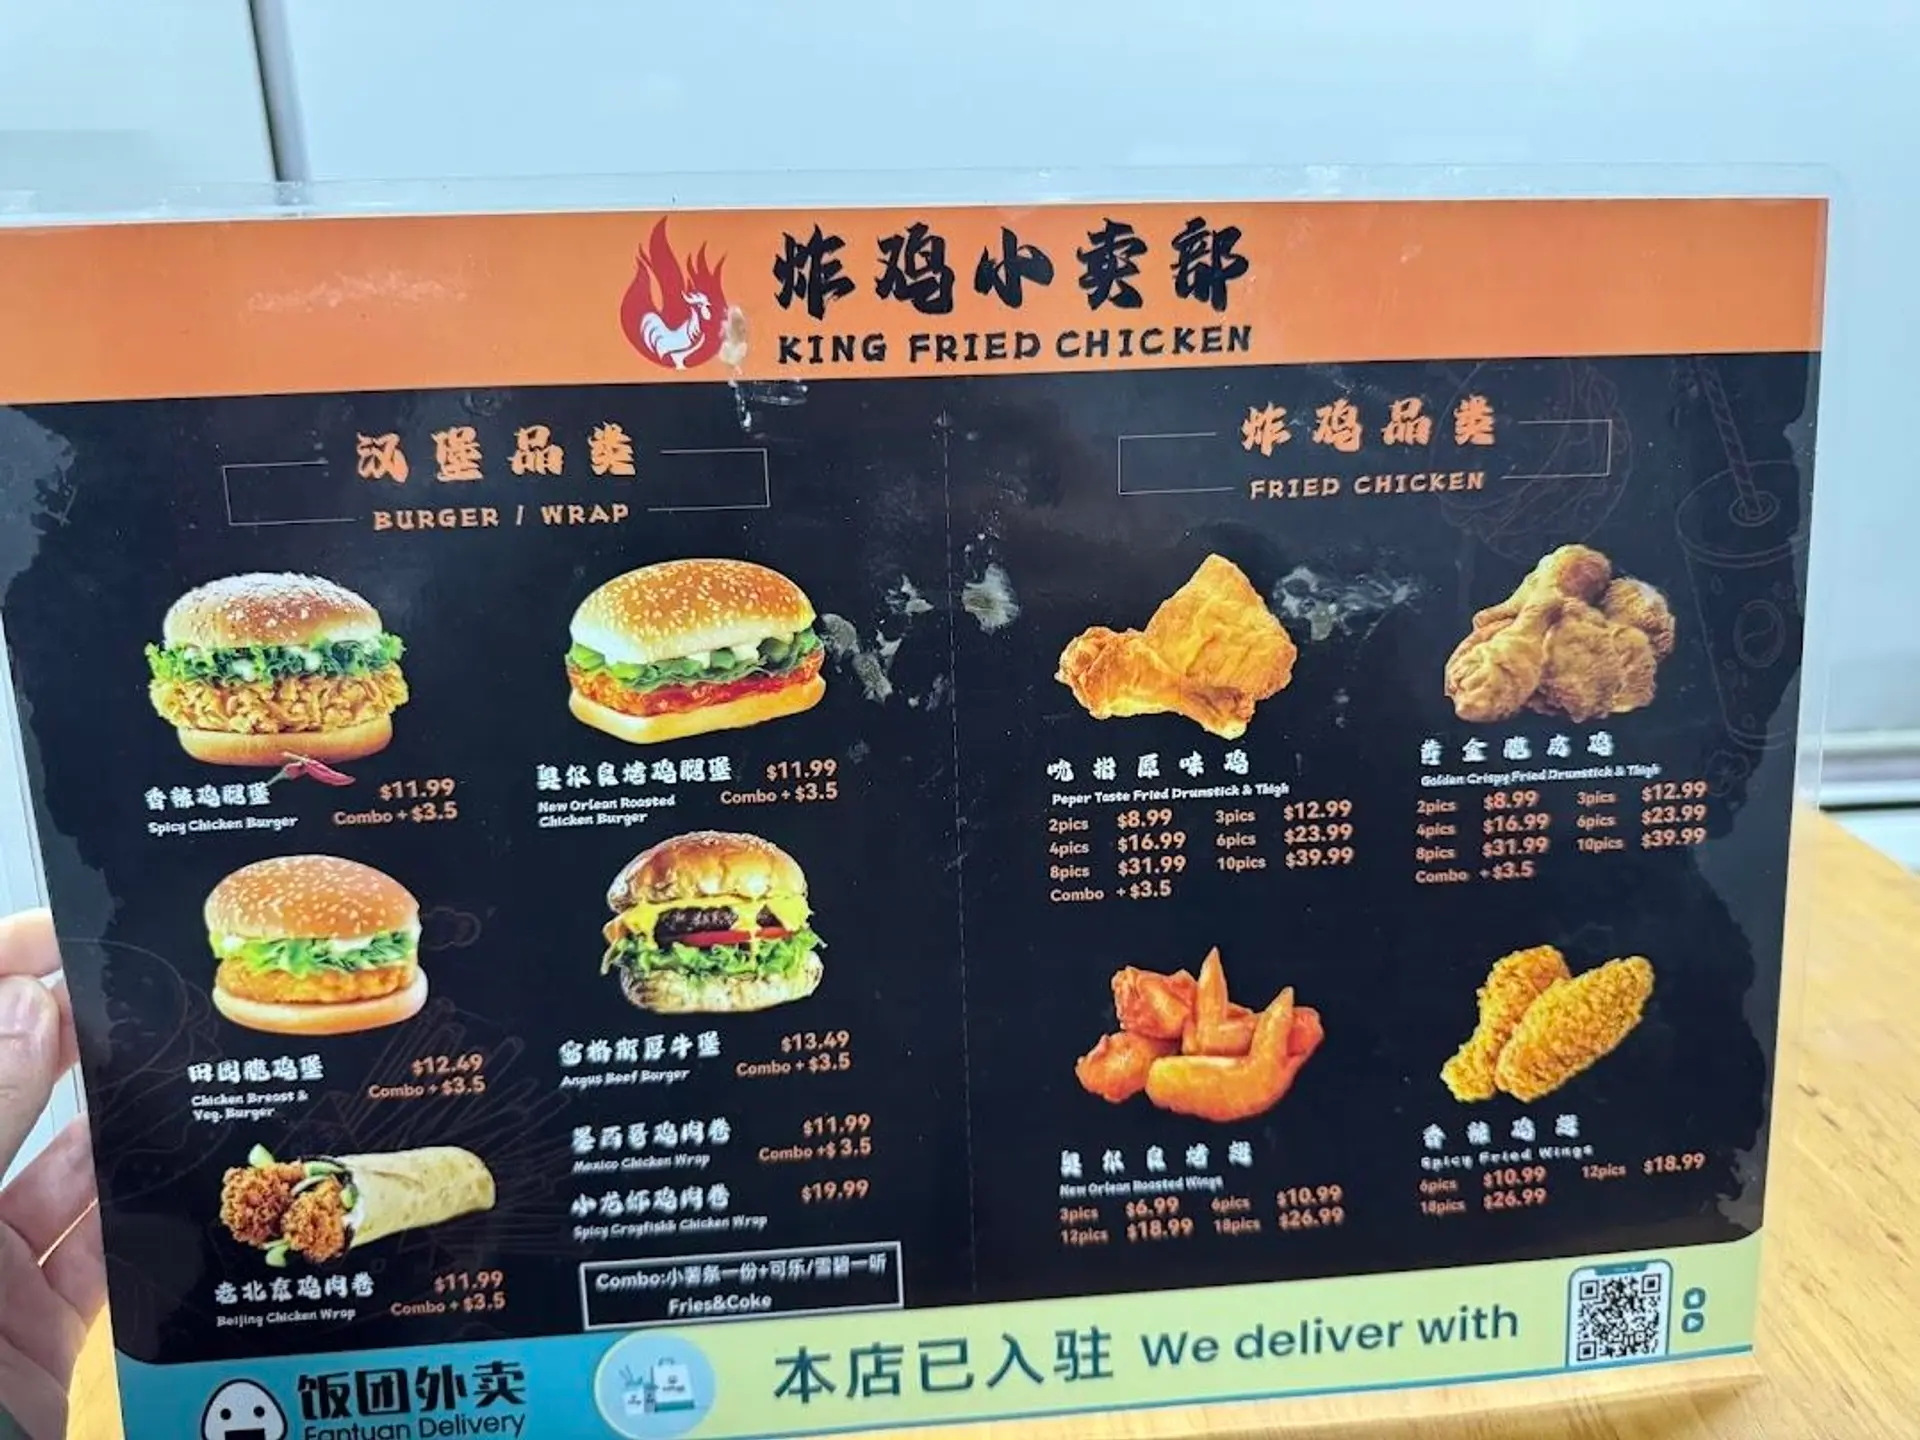 炸鸡小卖部
KING FRIED CHICKEN
汉堡品类
BURGER / WRAP
香辣鸡腿堡 $11.99
Spicy Chicken Burger Combo + $3.5
奥尔良烤鸡腿堡 $11.99
New Orlean Roasted Combo + $3.5
Chicken Burger
田园脆鸡堡 $12.49
Chicken Breast & Combo + $3.5
Veg. Burger
安格斯厚牛堡 $13.49
Angus Beef Burger Combo + $3.5
墨西哥鸡肉卷 $11.99
Mexico Chicken Wrap Combo +$ 3.5
小龙虾鸡肉卷 $19.99
Spicy Crayfish& Chicken Wrap
老北京鸡肉卷 $11.99
Beijing Chicken Wrap Combo + $3.5
Combo:小薯条一份+可乐/雪碧一听
Fries&Coke
炸鸡品类
FRIED CHICKEN
吮指原味鸡
Peper Taste Fried Drumstick & Thigh
2pics $8.99 3pics $12.99
4pics $16.99 6pics $23.99
8pics $31.99 10pics $39.99
Combo + $3.5
黄金脆皮鸡
Golden Crispy Fried Drumstick & Thigh
2pics $8.99 3pics $12.99
4pics $16.99 6pics $23.99
8pics $31.99 10pics $39.99
Combo + $3.5
奥尔良烤翅
New Orlean Roasted Wings
3pics $6.99 6pics $10.99
12pics $18.99 18pics $26.99
香辣鸡翅
Spicy Fried Wings
6pics $10.99 12pics $18.99
18pics $26.99
饭团外卖
Fantuan Delivery
本店已入驻 We deliver with